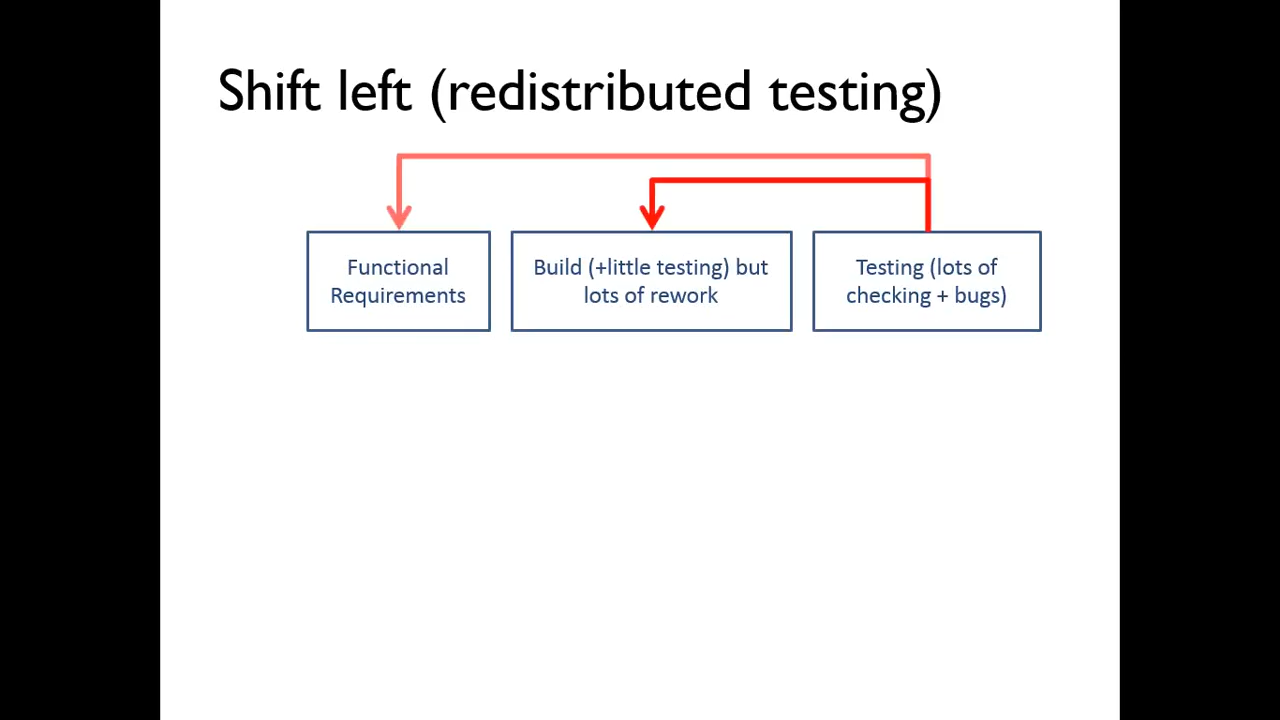 Shift left (redistributed testing)
Functional
Requirements
Build (+little testing) but
lots of rework
Testing (lots of
checking + bugs)